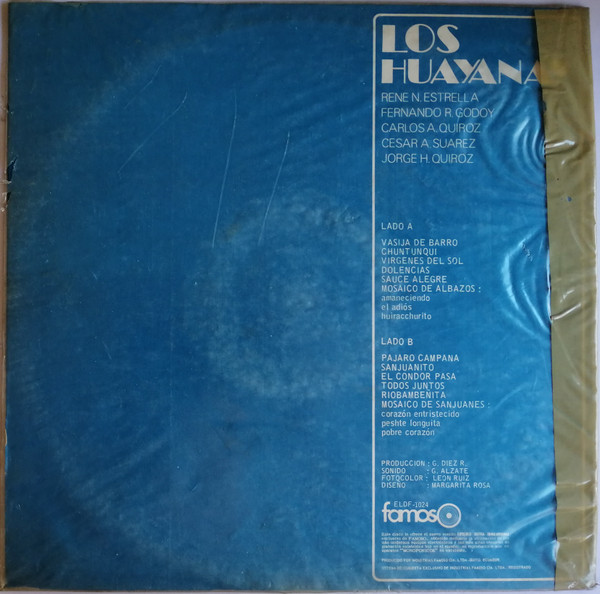 LOS
HUAYANA
RENE N. ESTRELLA
FERNANDO R. GODOY
CARLOS A. QUIROZ
CESAR A. SUAREZ
JORGE H. QUIROZ
LADO A
VASIJA DE BARRO
CHUNTUNQUI
VIRGENES DEL SOL
DOLENCIAS
SAUCE ALEGRE
MOSAICO DE ALBAZOS :
amaneciendo
el adiós
huiracchurito
LADO B
PAJARO CAMPANA
SANJUANITO
EL CONDOR PASA
TODOS JUNTOS
RIOBAMBEÑITA
MOSAICO DE SANJUANES :
corazón entristecido
peshte longuita
pobre corazón
PRODUCCION : G. DIEZ R.
SONIDO : G. ALZATE
FOTOCOLOR : LEON RUIZ
DISEÑO : MARGARITA ROSA
ELDF-1024
famoso